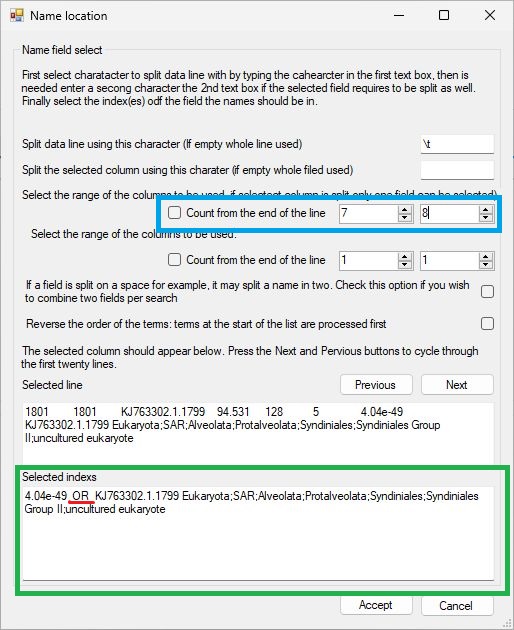 Name location
Name field select
First select charatacter to split data line with by typing the cahearcter in the first text box, then is
needed enter a secong character the 2nd text box if the selected field requires to be split as well.
Finally select the index(es) odf the field the names should be in.
Split data line using this character (If empty whole line used)
\t
Split the selected column using this charater (if empty whole filed used)
Select the range of the columns to be used, if selectect column is split only one field can be selected)
Count from the end of the line
7
8
Select the range of the columns to be used.
Count from the end of the line
1
1
If a field is split on a space for example, it may split a name in two. Check this option if you wish
to combine two fields per search
Reverse the order of the terms: terms at the start of the list are processed first
The selected column should appear below. Press the Next and Pervious buttons to cycle through
the first twenty lines.
Selected line
Previous
Next
1801 1801 KJ763302.1.1799 94.531 128 5 4.04e-49
KJ763302.1.1799 Eukaryota;SAR;Alveolata;Protalveolata;Syndiniales;Syndiniales Group
II;uncultured eukaryote
Selected indexs
4.04e-49 OR KJ763302.1.1799 Eukaryota;SAR;Alveolata;Protalveolata;Syndiniales;Syndiniales
Group II;uncultured eukaryote
Accept
Cancel